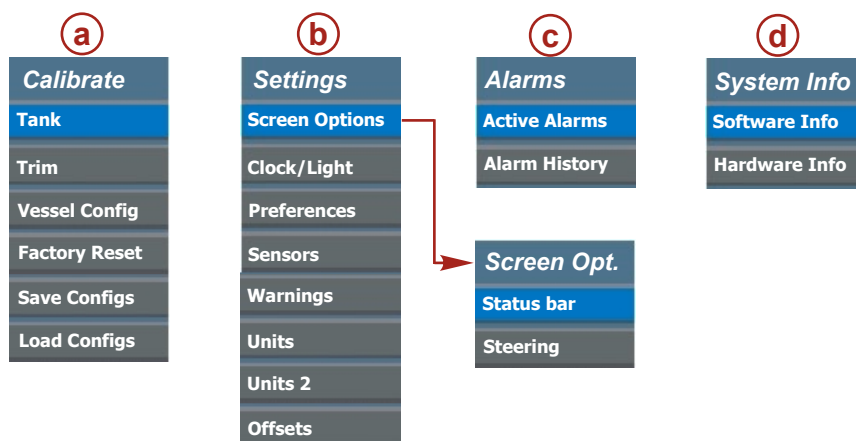 a
Calibrate
Tank
Trim
Vessel Config
Factory Reset
Save Configs
Load Configs
b
Settings
Screen Options
Clock/Light
Preferences
Sensors
Warnings
Units
Units 2
Offsets
c
Alarms
Active Alarms
Alarm History
Screen Opt.
Status bar
Steering
d
System Info
Software Info
Hardware Info